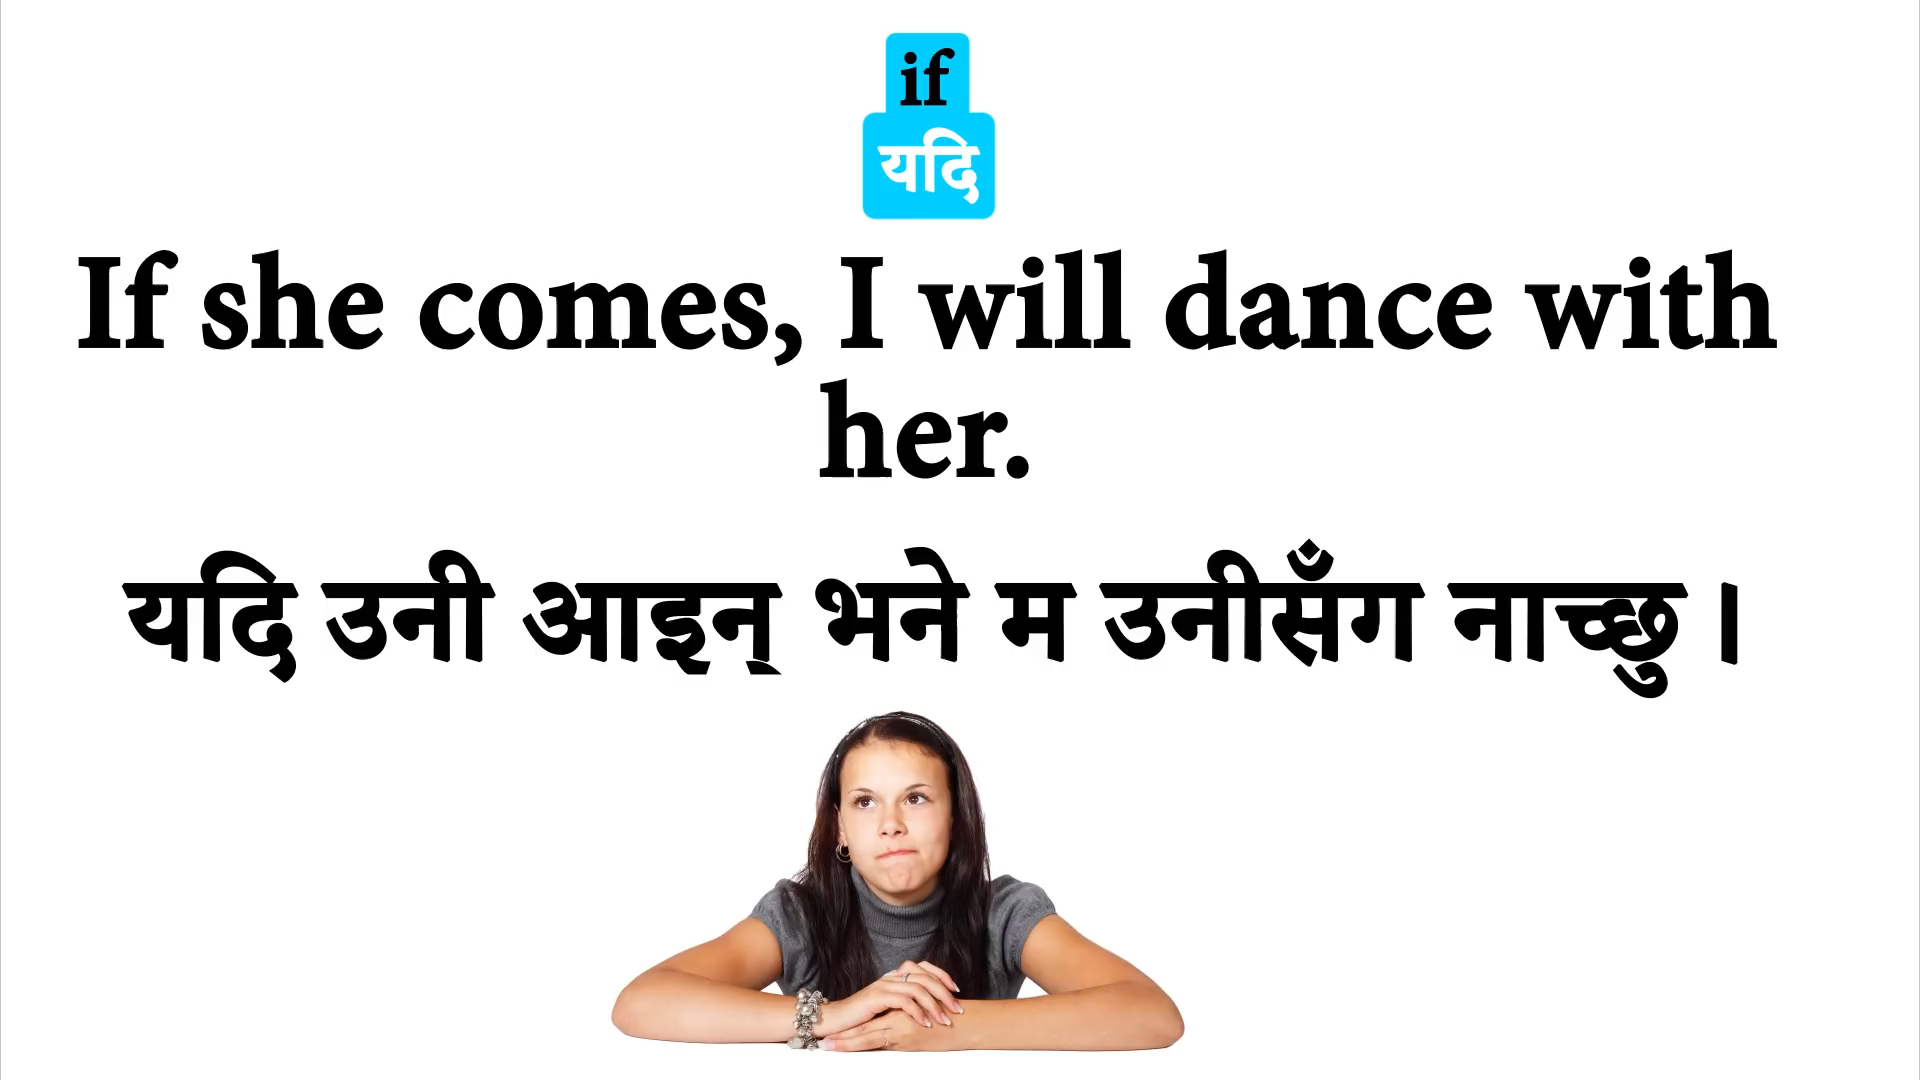 if
यदि
If she comes, I will dance with
her.
यदि उनी आइन् भने म उनीसँग नाच्छु ।